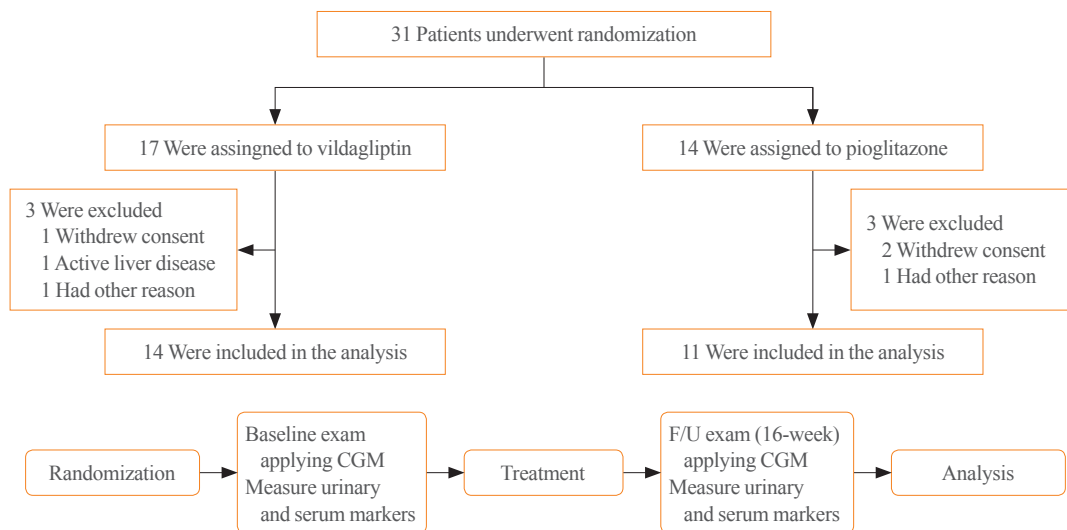 31 Patients underwent randomization
17 Were assingned to vildagliptin
14 Were assigned to pioglitazone
3 Were excluded
1 Withdrew consent
1 Active liver disease
1 Had other reason
3 Were excluded
2 Withdrew consent
1 Had other reason
14 Were included in the analysis
11 Were included in the analysis
Randomization
Baseline exam
applying CGM
Measure urinary
and serum markers
Treatment
F/U exam (16-week)
applying CGM
Measure urinary
and serum markers
Analysis